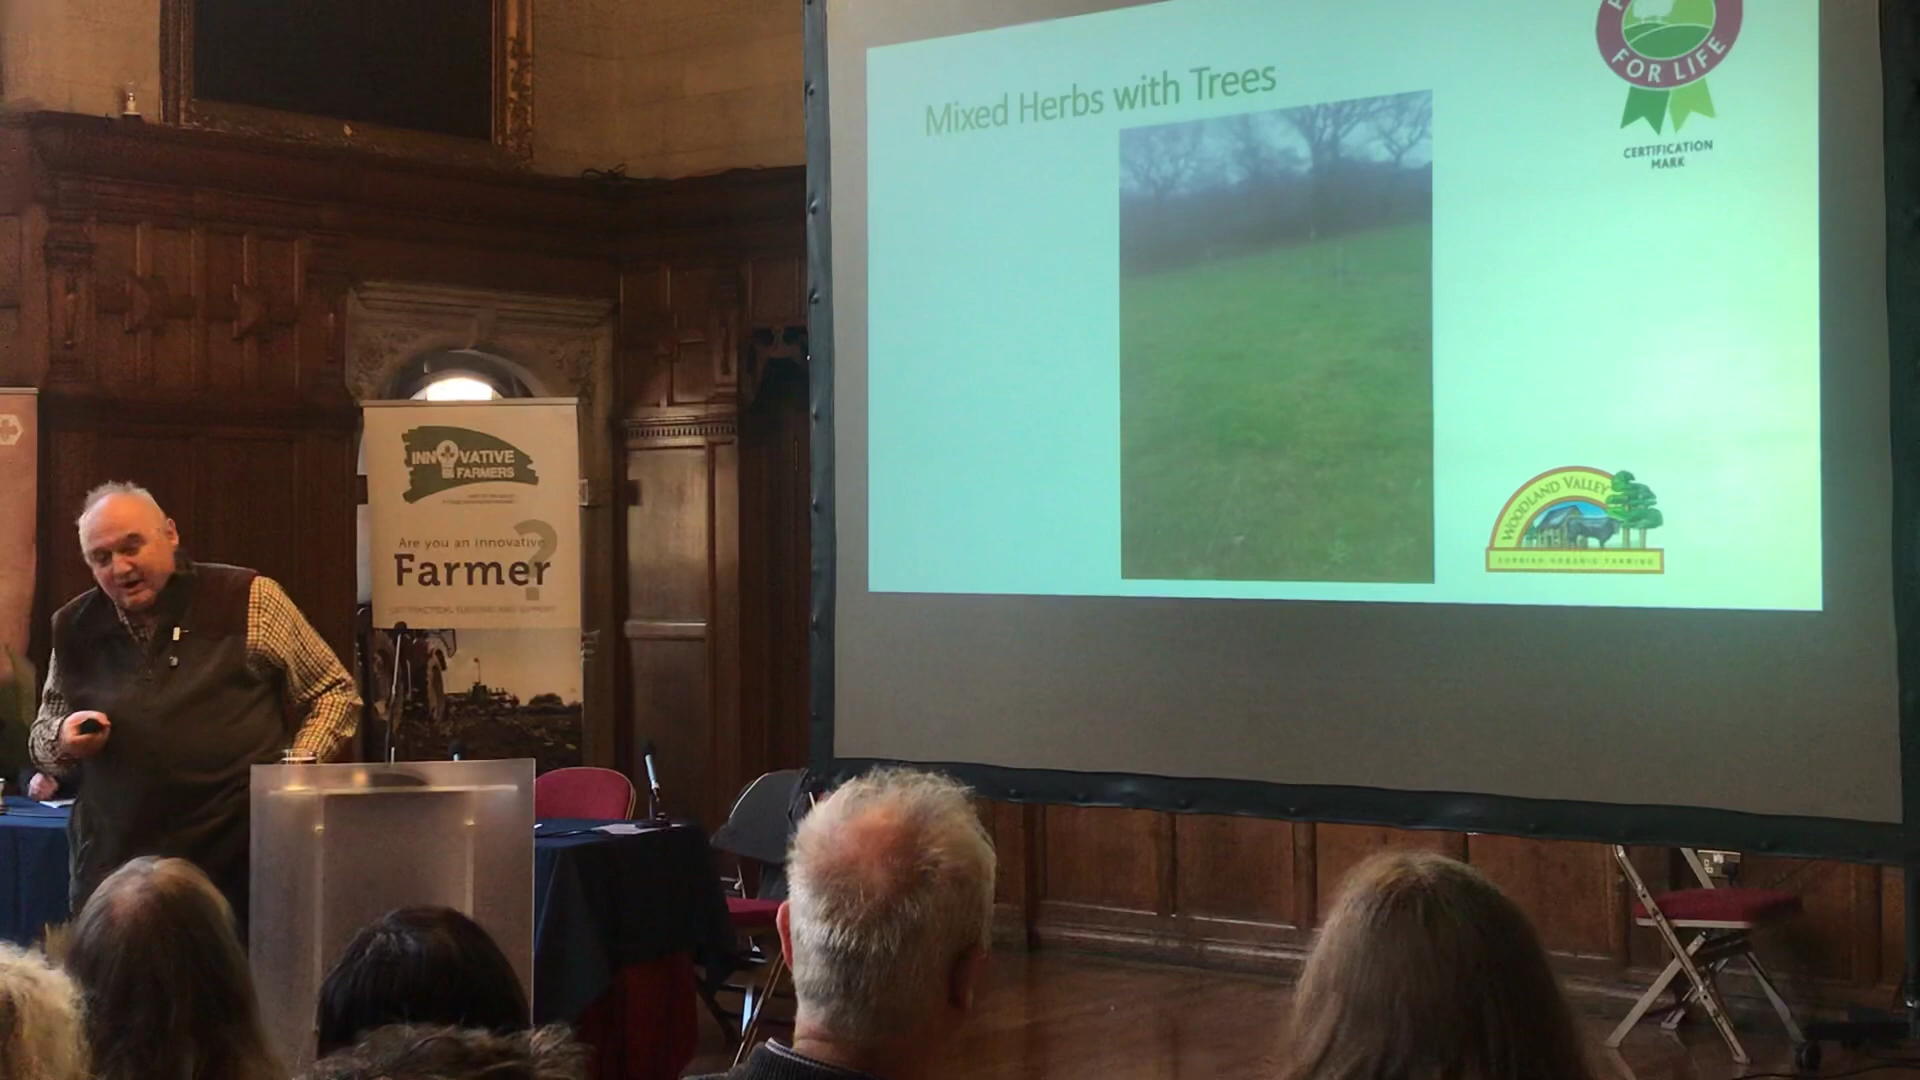 Mixed Herbs with Trees
FOR LIFE
CERTIFICATION
MARK
WOODLAND VALLEY
INNOVATIVE
FARMERS
Are you an innovative
Farmer?